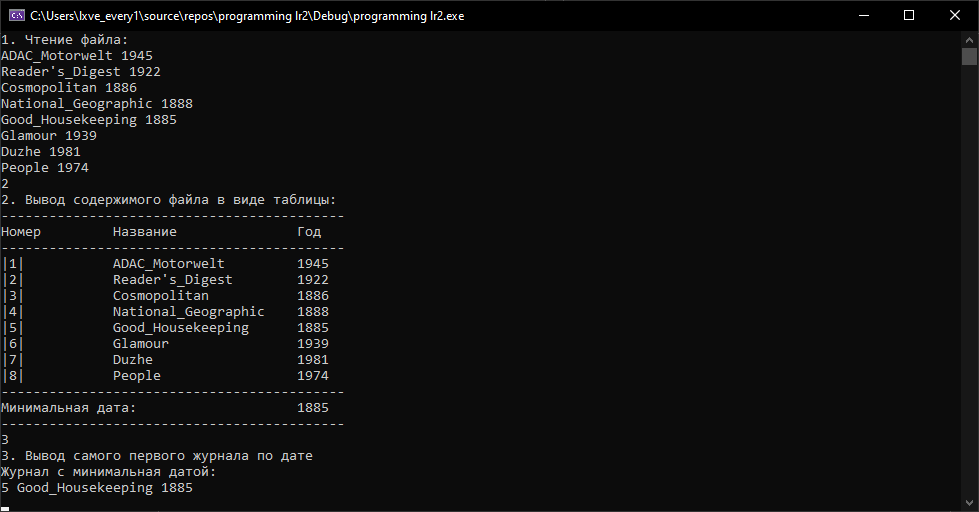 C:\Users\lxve_every1\source\repos\programming lr2\Debug\programming lr2.exe
1. Чтение файла:
ADAC_Motorwelt 1945
Reader's_Digest 1922
Cosmopolitan 1886
National_Geographic 1888
Good_Housekeeping 1885
Glamour 1939
Duzhe 1981
People 1974
2
2. Вывод содержимого файла в виде таблицы:
-------------------------------------------
Номер Название Год
-------------------------------------------
|1| ADAC_Motorwelt 1945
|2| Reader's_Digest 1922
|3| Cosmopolitan 1886
|4| National_Geographic 1888
|5| Good_Housekeeping 1885
|6| Glamour 1939
|7| Duzhe 1981
|8| People 1974
-------------------------------------------
Минимальная дата: 1885
-------------------------------------------
3
3. Вывод самого первого журнала по дате
Журнал с минимальная датой:
5 Good_Housekeeping 1885